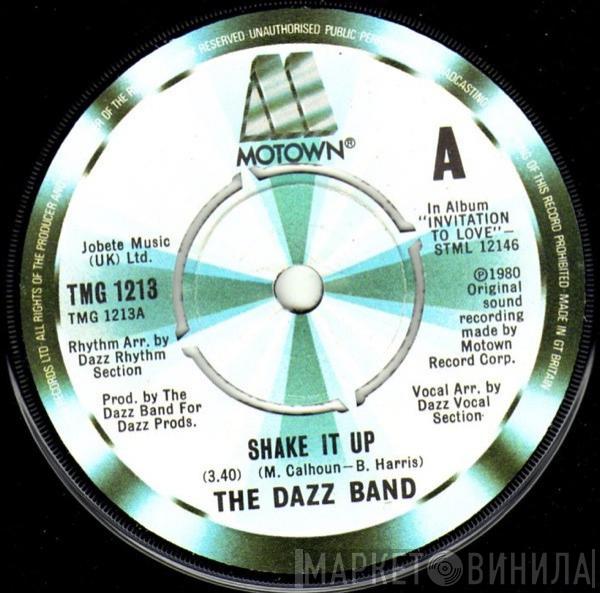 RECORDS LTD ALL RIGHTS OF THE PRODUCER AND
RESERVED UNAUTHORISED PUBLIC
BROADCASTING
OF THIS RECORD PROHIBITED MADE IN GT BRITAIN
MOTOWN®
A
In Album
"INVITATION
TO LOVE"—
STML 12146
Jobete Music
(UK) Ltd.
TMG 1213
TMG 1213A
℗1980
Original
sound
recording
made by
Motown
Record Corp.
Rhythm Arr. by
Dazz Rhythm
Section
Prod. by The
Dazz Band For
Dazz Prods.
Vocal Arr. by
Dazz Vocal
Section
SHAKE IT UP
(3.40) (M. Calhoun—B. Harris)
THE DAZZ BAND
МАРКЕТ ВИНИЛА